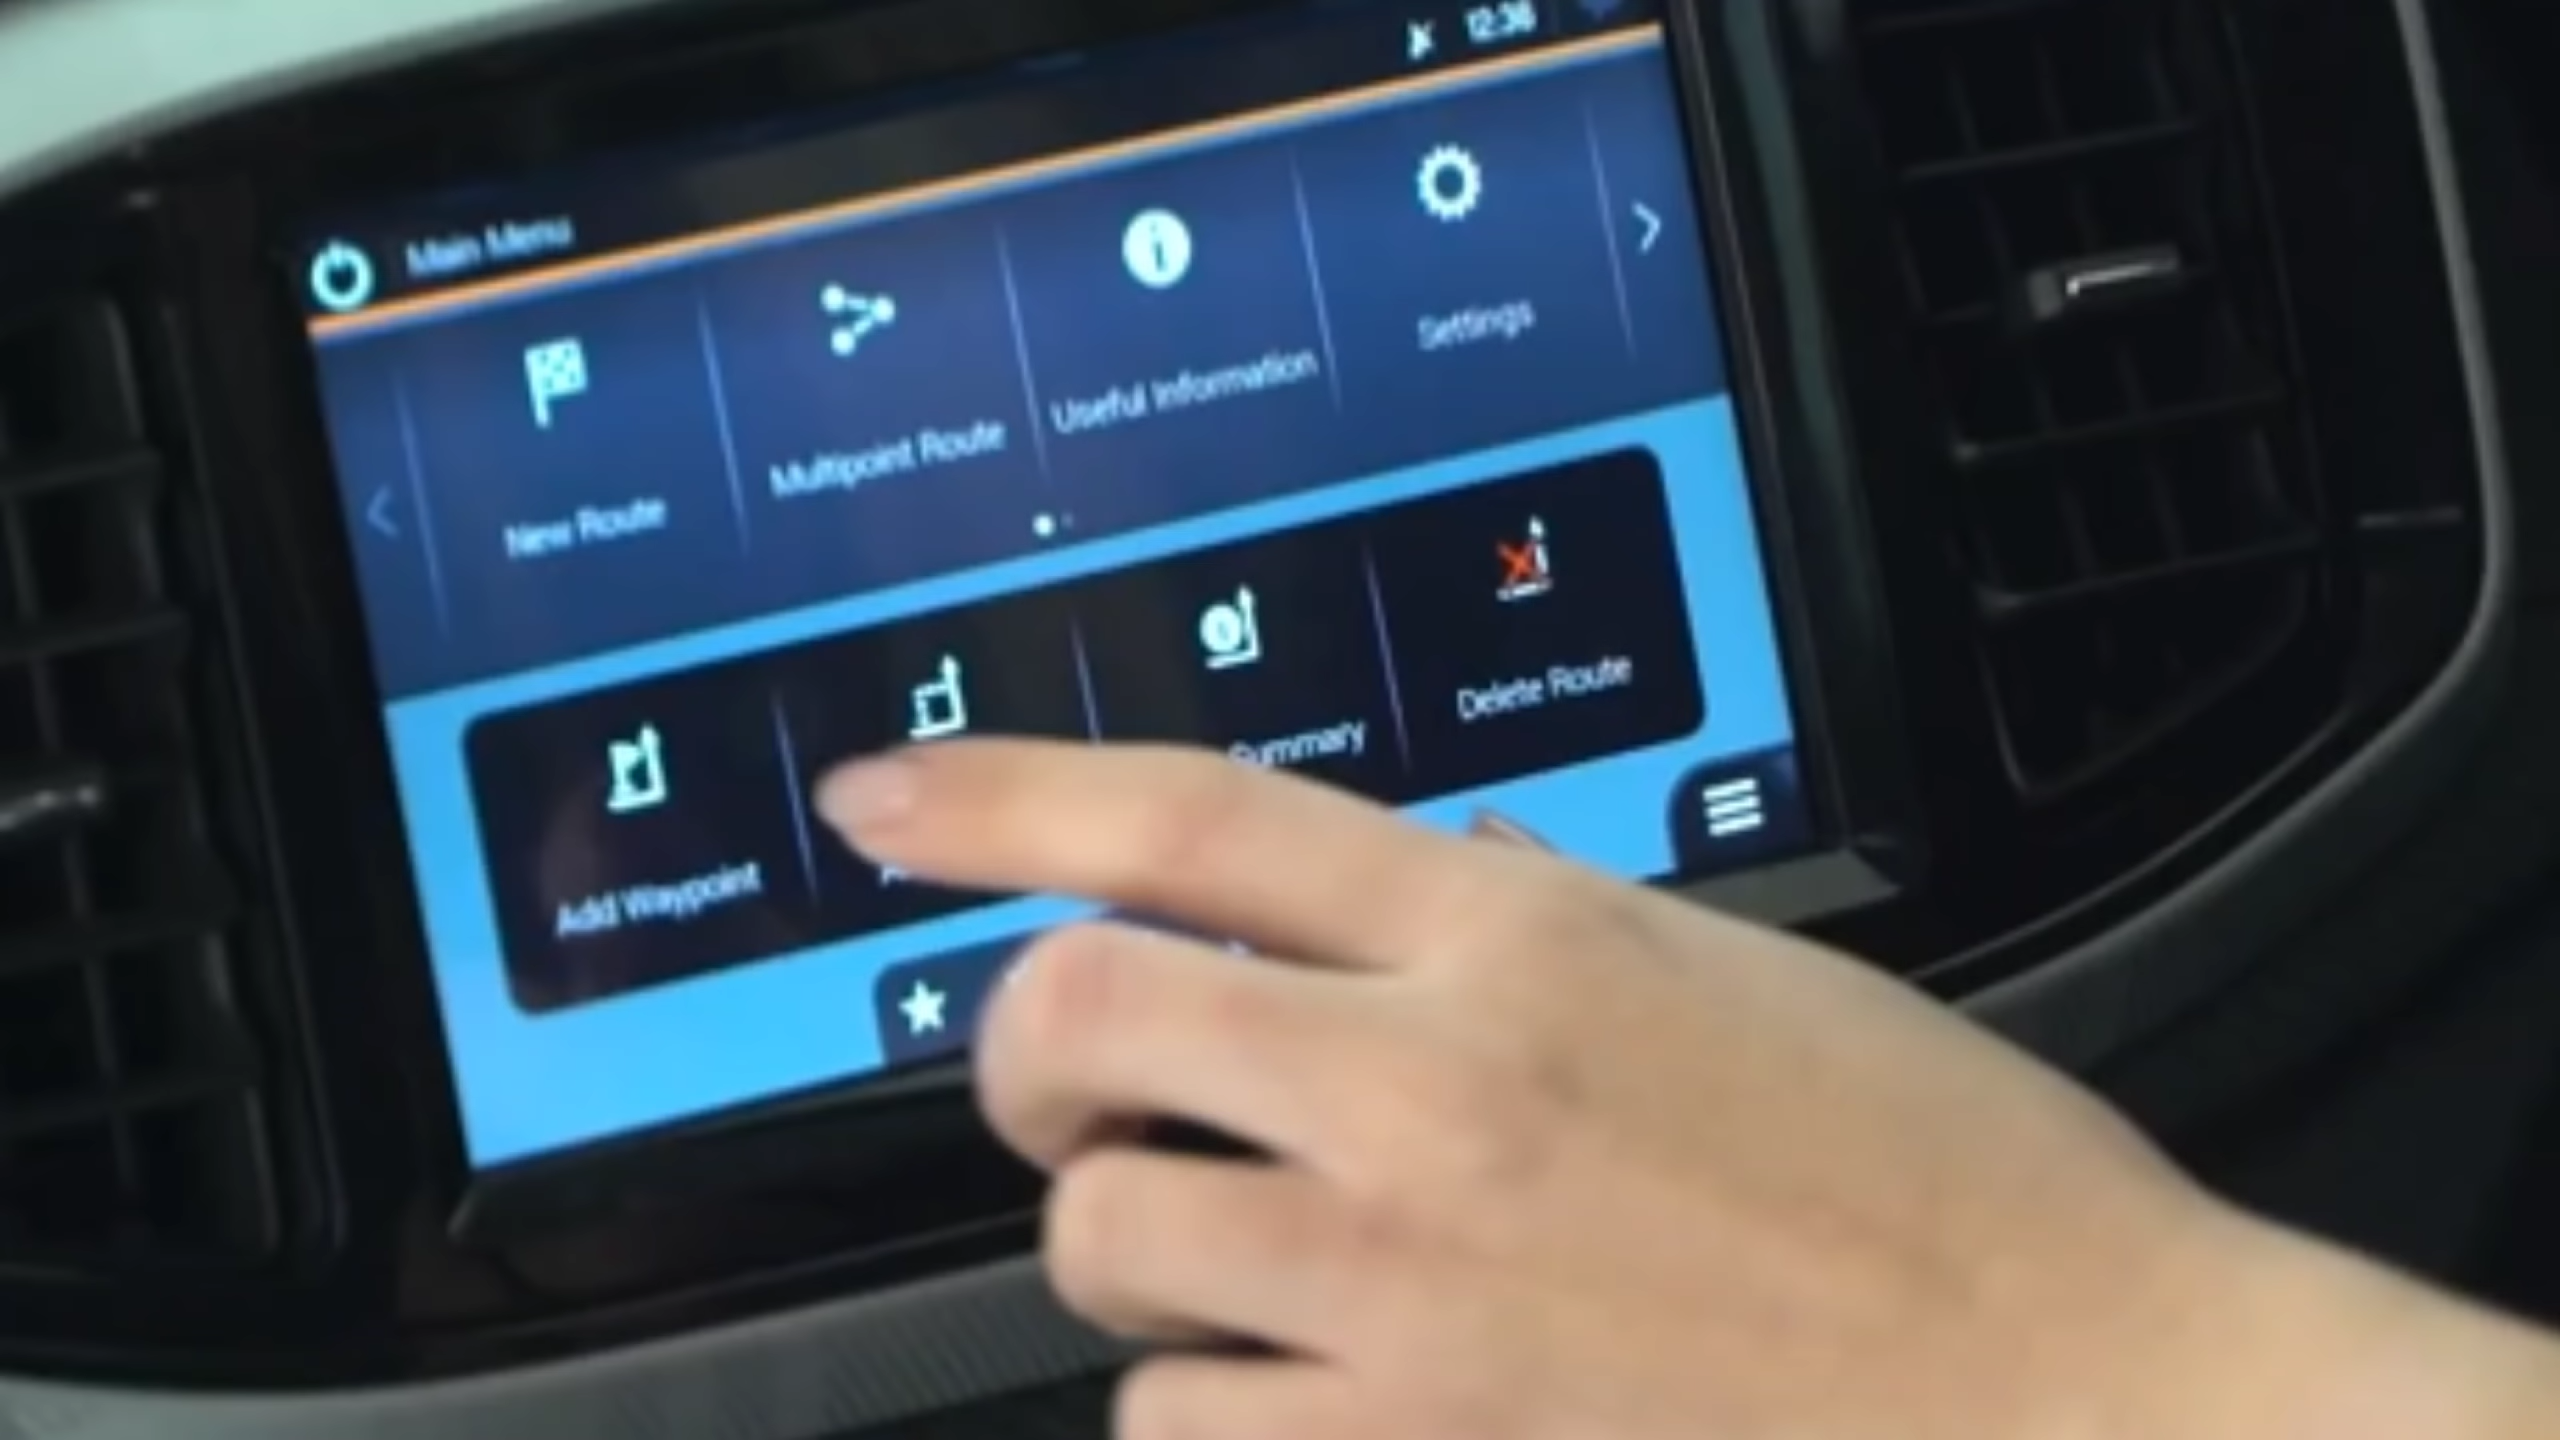 12:36
Main Menu
New Route
Multipoint Route
Useful Information
Settings
Add Waypoint
Summary
Delete Route